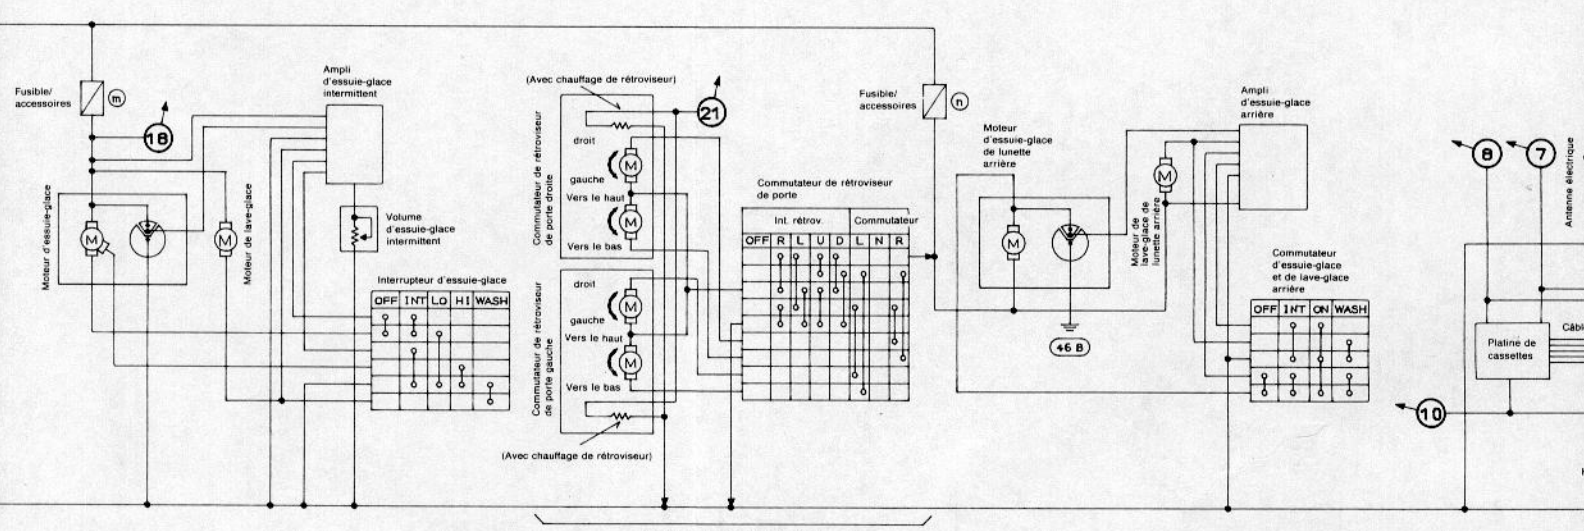 Fusible/
accessoires
m
18
Ampli
d'essuie-glace
intermittent
Moteur d'essuie-glace
M
M
Moteur de lave-glace
Volume
d'essuie-glace
intermittent
Interrupteur d'essuie-glace
OFF INT LO HI WASH
(Avec chauffage de rétroviseur)
21
Commutateur de rétroviseur
de porte droite
droit
M
gauche
Vers le haut
M
Vers le bas
Commutateur de rétroviseur
de porte gauche
droit
M
gauche
Vers le haut
M
Vers le bas
(Avec chauffage de rétroviseur)
Commutateur de rétroviseur
de porte
Int. rétrov. Commutateur
OFF R L U D L N R
Fusible/
accessoires
n
Moteur
d'essuie-glace
de lunette
arrière
M
46 B
M
Moteur de
lave-glace de
lunette arrière
Ampli
d'essuie-glace
arrière
Commutateur
d'essuie-glace
et de lave-glace
arrière
OFF INT ON WASH
8
7
Antenne électrique
Platine de
cassettes
Câbl
10